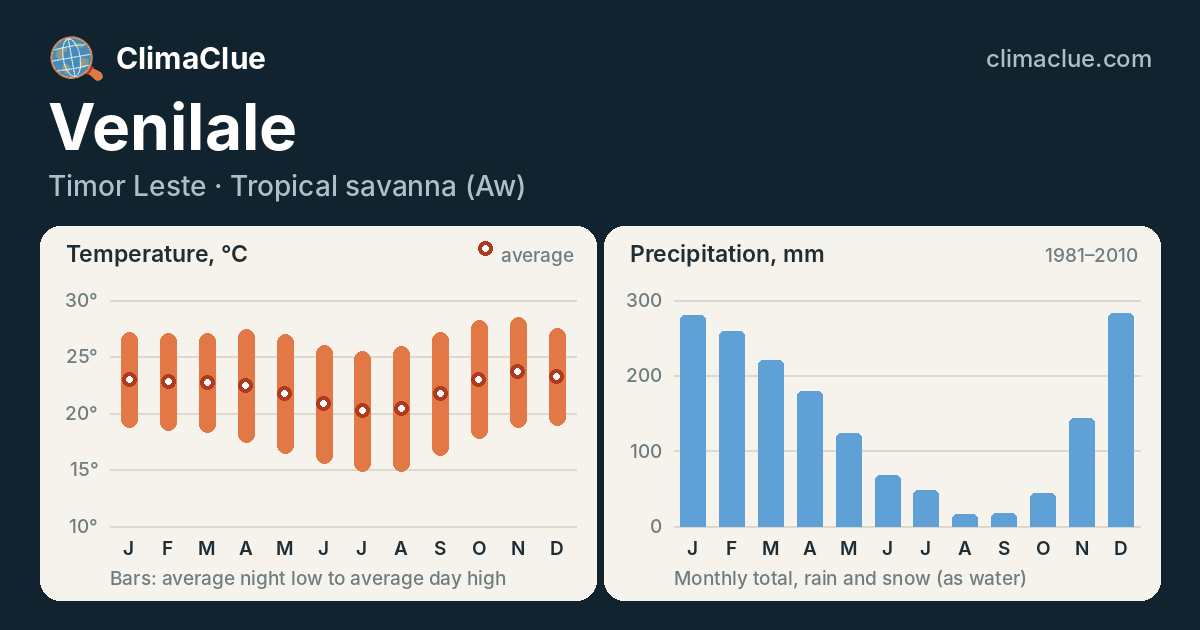 ClimaClue
climaclue.com
Venilale
Timor Leste · Tropical savanna (Aw)
Temperature, °C
average
30°
25°
20°
15°
10°
J F M A M J J A S O N D
Bars: average night low to average day high
Precipitation, mm
1981–2010
300
200
100
0
J F M A M J J A S O N D
Monthly total, rain and snow (as water)